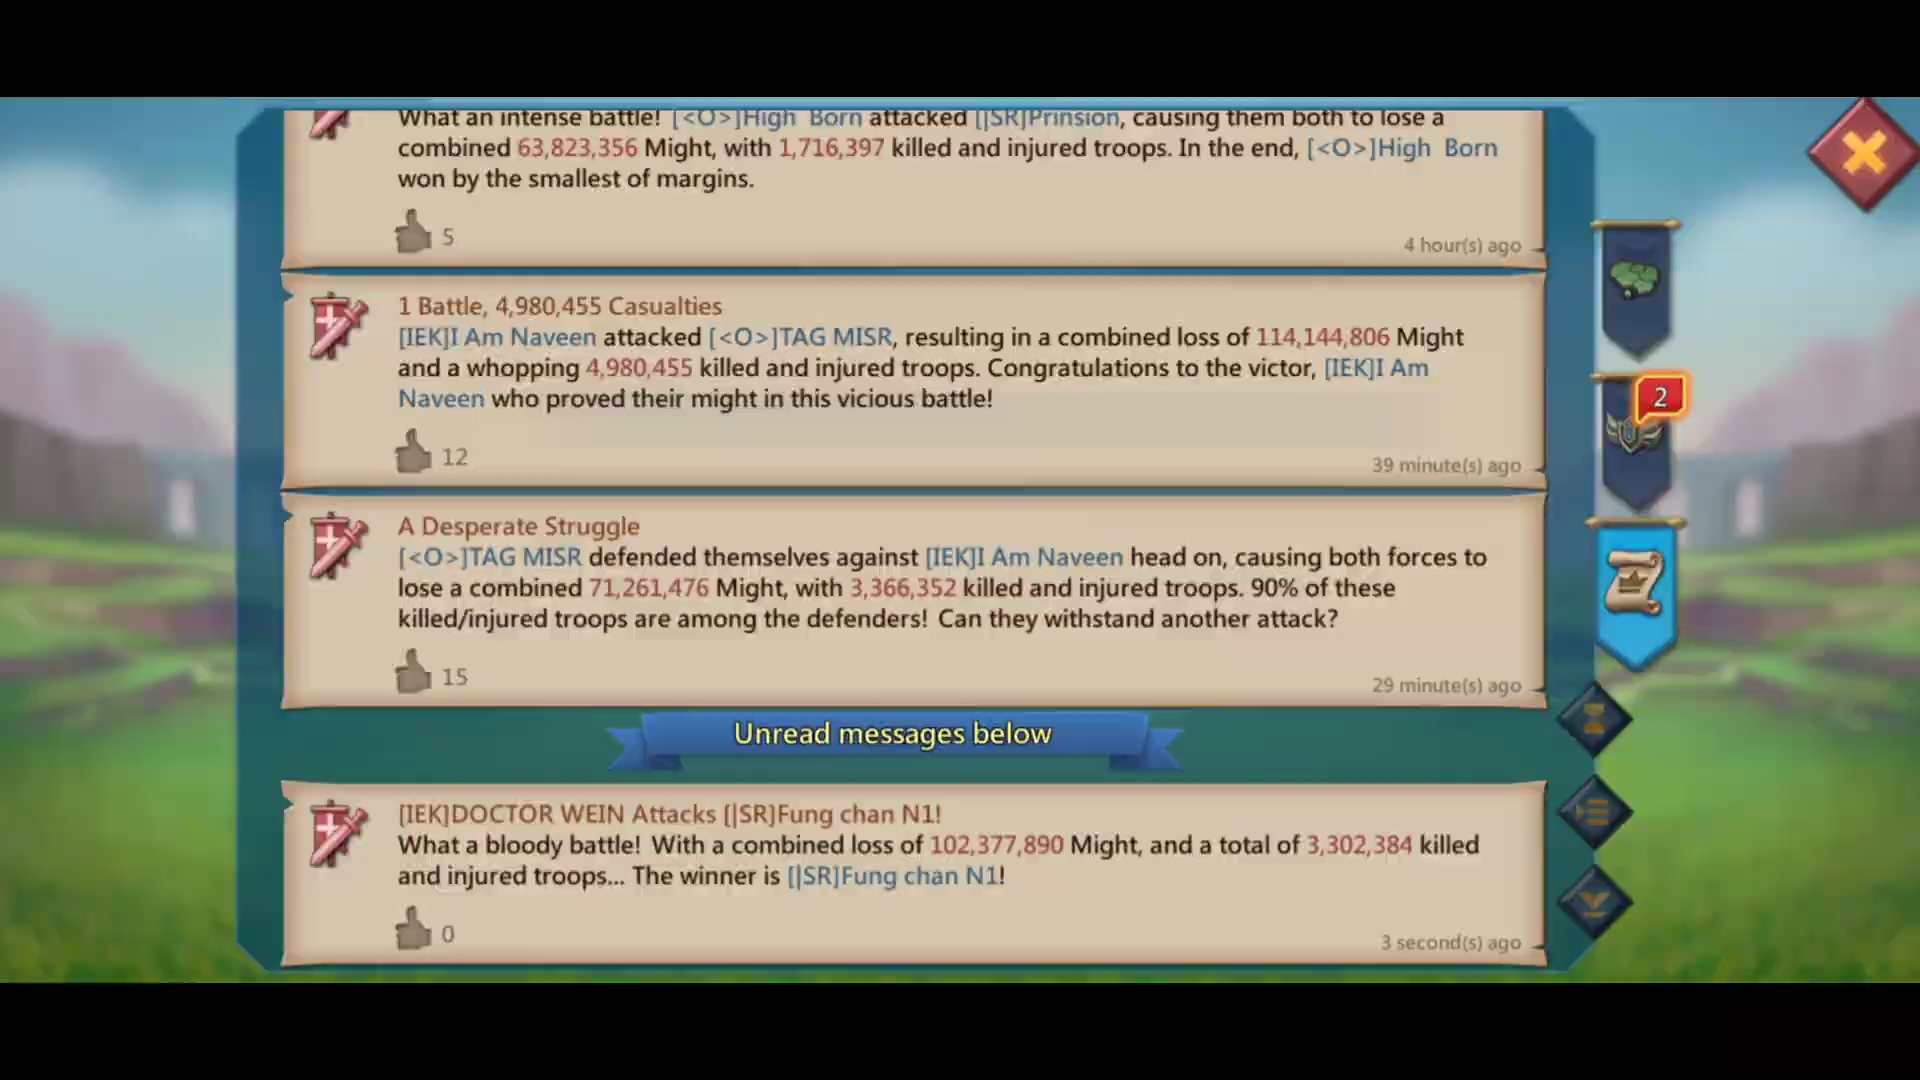 What an intense battle! [<O>]High Born attacked [|SR]Prinsion, causing them both to lose a
combined 63,823,356 Might, with 1,716,397 killed and injured troops. In the end, [<O>]High Born
won by the smallest of margins.
5
4 hour(s) ago
1 Battle, 4,980,455 Casualties
[IEK]I Am Naveen attacked [<O>]TAG MISR, resulting in a combined loss of 114,144,806 Might
and a whopping 4,980,455 killed and injured troops. Congratulations to the victor, [IEK]I Am
Naveen who proved their might in this vicious battle!
2
12
39 minute(s) ago
A Desperate Struggle
[<O>]TAG MISR defended themselves against [IEK]I Am Naveen head on, causing both forces to
lose a combined 71,261,476 Might, with 3,366,352 killed and injured troops. 90% of these
killed/injured troops are among the defenders! Can they withstand another attack?
15
29 minute(s) ago
Unread messages below
[IEK]DOCTOR WEIN Attacks [|SR]Fung chan N1!
What a bloody battle! With a combined loss of 102,377,890 Might, and a total of 3,302,384 killed
and injured troops... The winner is [|SR]Fung chan N1!
0
3 second(s) ago